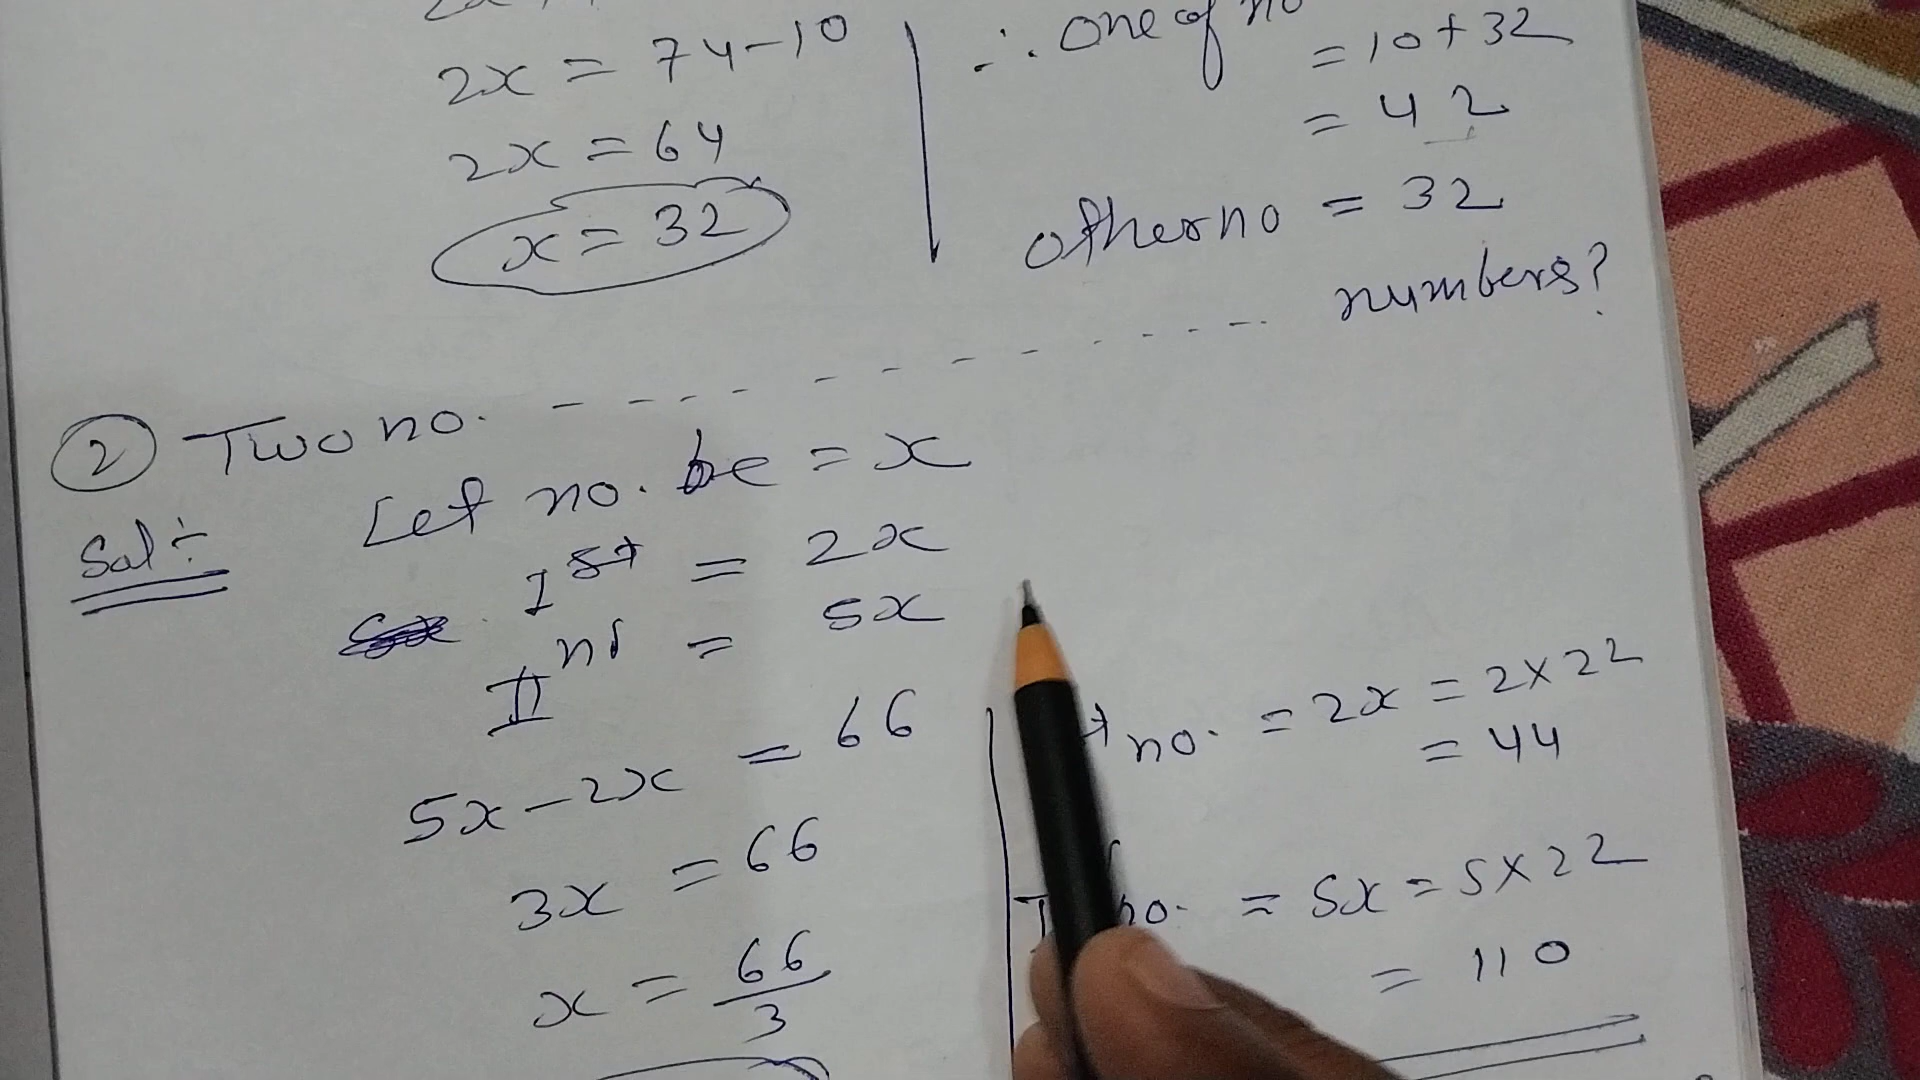 2x = 74-10
2x = 64
x = 32
∴ one of no
= 10+32
= 42
other no = 32
② Two no. - - - - - - - - - - - - numbers?
Sol ÷
Let no. be = x
Ist = 2x
II nd = 5x
5x-2x = 66
3x = 66
x = 66/3
no. = 2x = 2×22
= 44
no. = 5x = 5×22
= 110